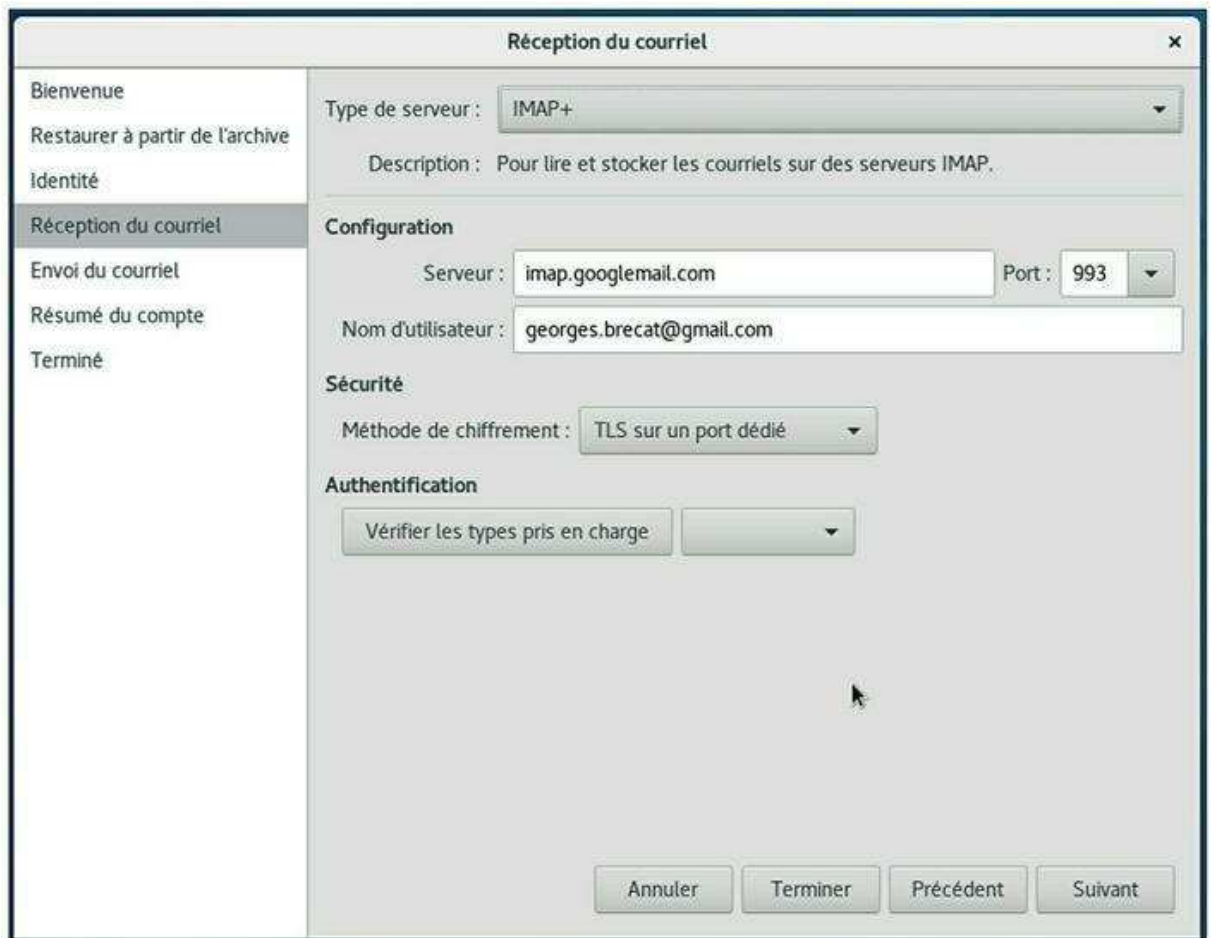 Réception du courriel
Bienvenue
Restaurer à partir de l'archive
Identité
Réception du courriel
Envoi du courriel
Résumé du compte
Terminé
Type de serveur : IMAP+
Description : Pour lire et stocker les courriels sur des serveurs IMAP.
Configuration
Serveur : imap.googlemail.com Port : 993
Nom d'utilisateur : georges.brecat@gmail.com
Sécurité
Méthode de chiffrement : TLS sur un port dédié
Authentification
Vérifier les types pris en charge
Annuler Terminer Précédent Suivant